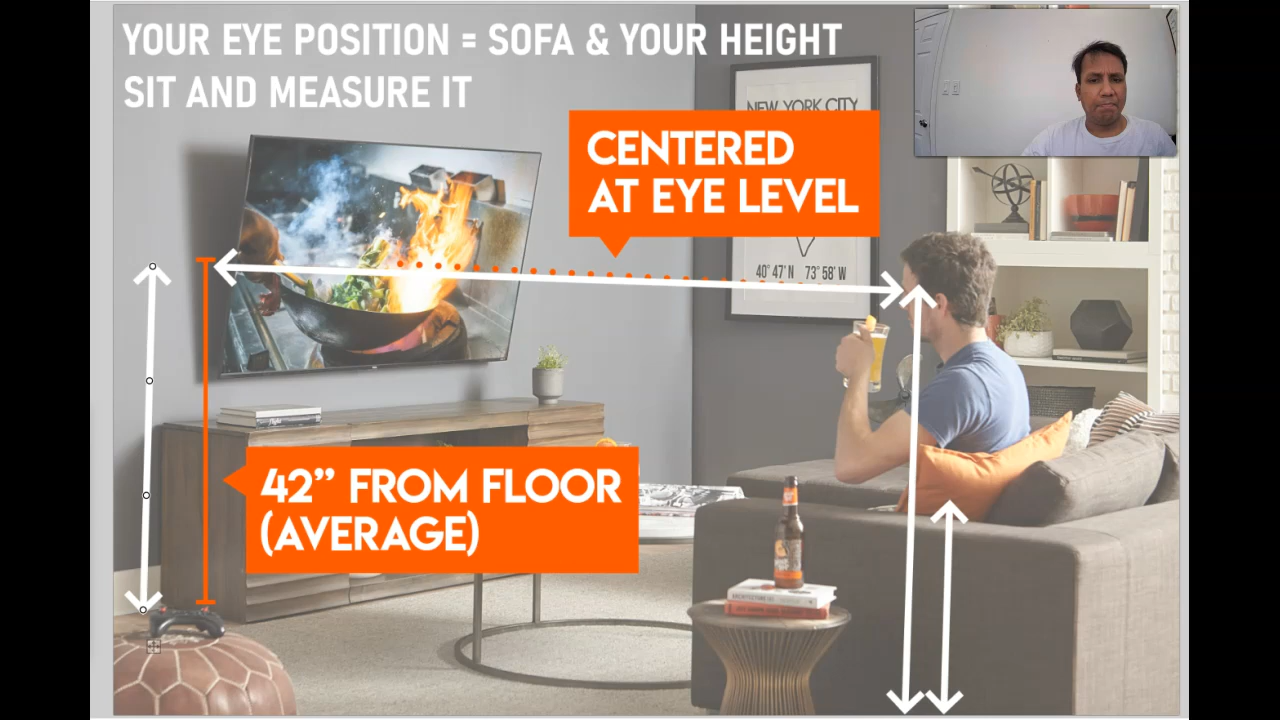 YOUR EYE POSITION = SOFA & YOUR HEIGHT
SIT AND MEASURE IT
NEW YORK CITY
CENTERED
AT EYE LEVEL
40° 47' N 73° 58' W
42” FROM FLOOR
(AVERAGE)